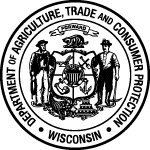 DEPARTMENT OF AGRICULTURE, TRADE AND CONSUMER PROTECTION
FORWARD
• WISCONSIN •